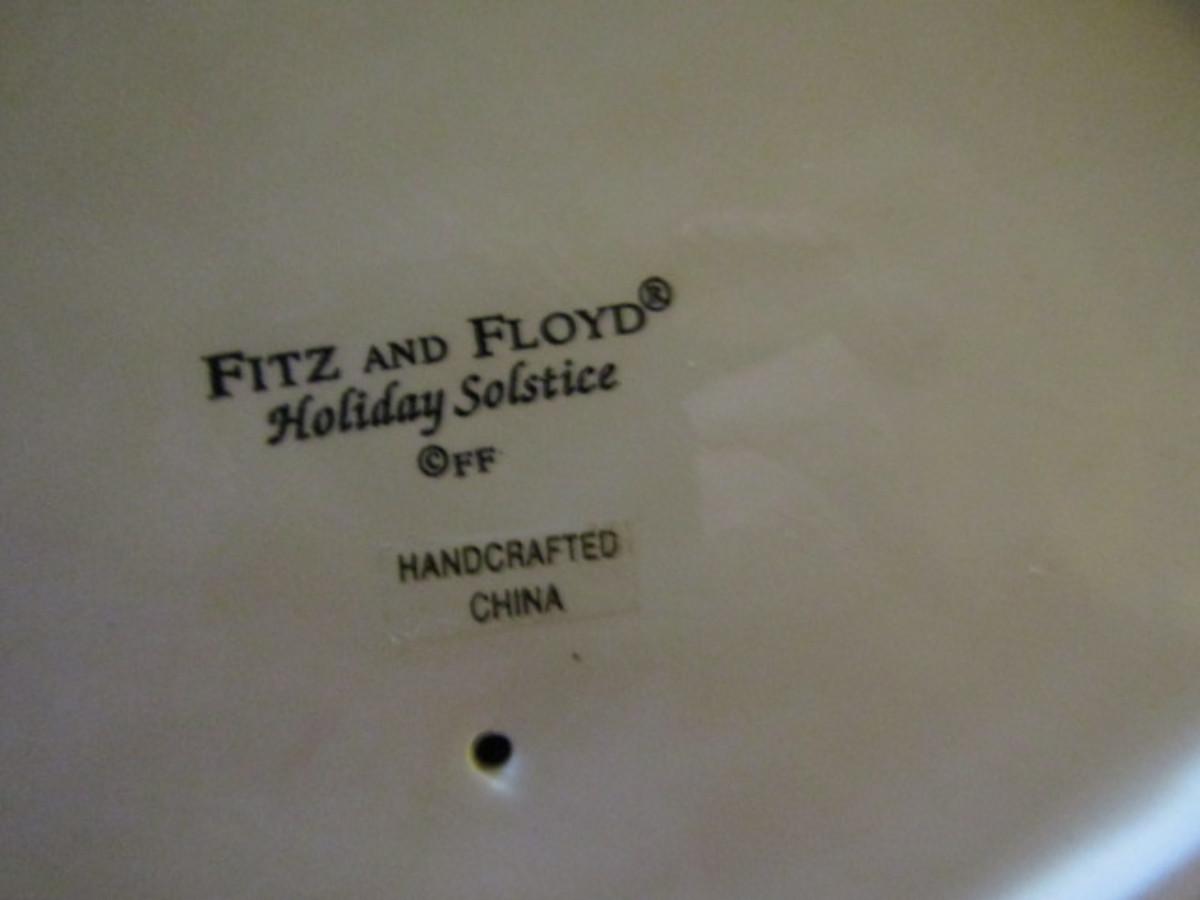 FITZ AND FLOYD®
Holiday Solstice
©FF
HANDCRAFTED
CHINA